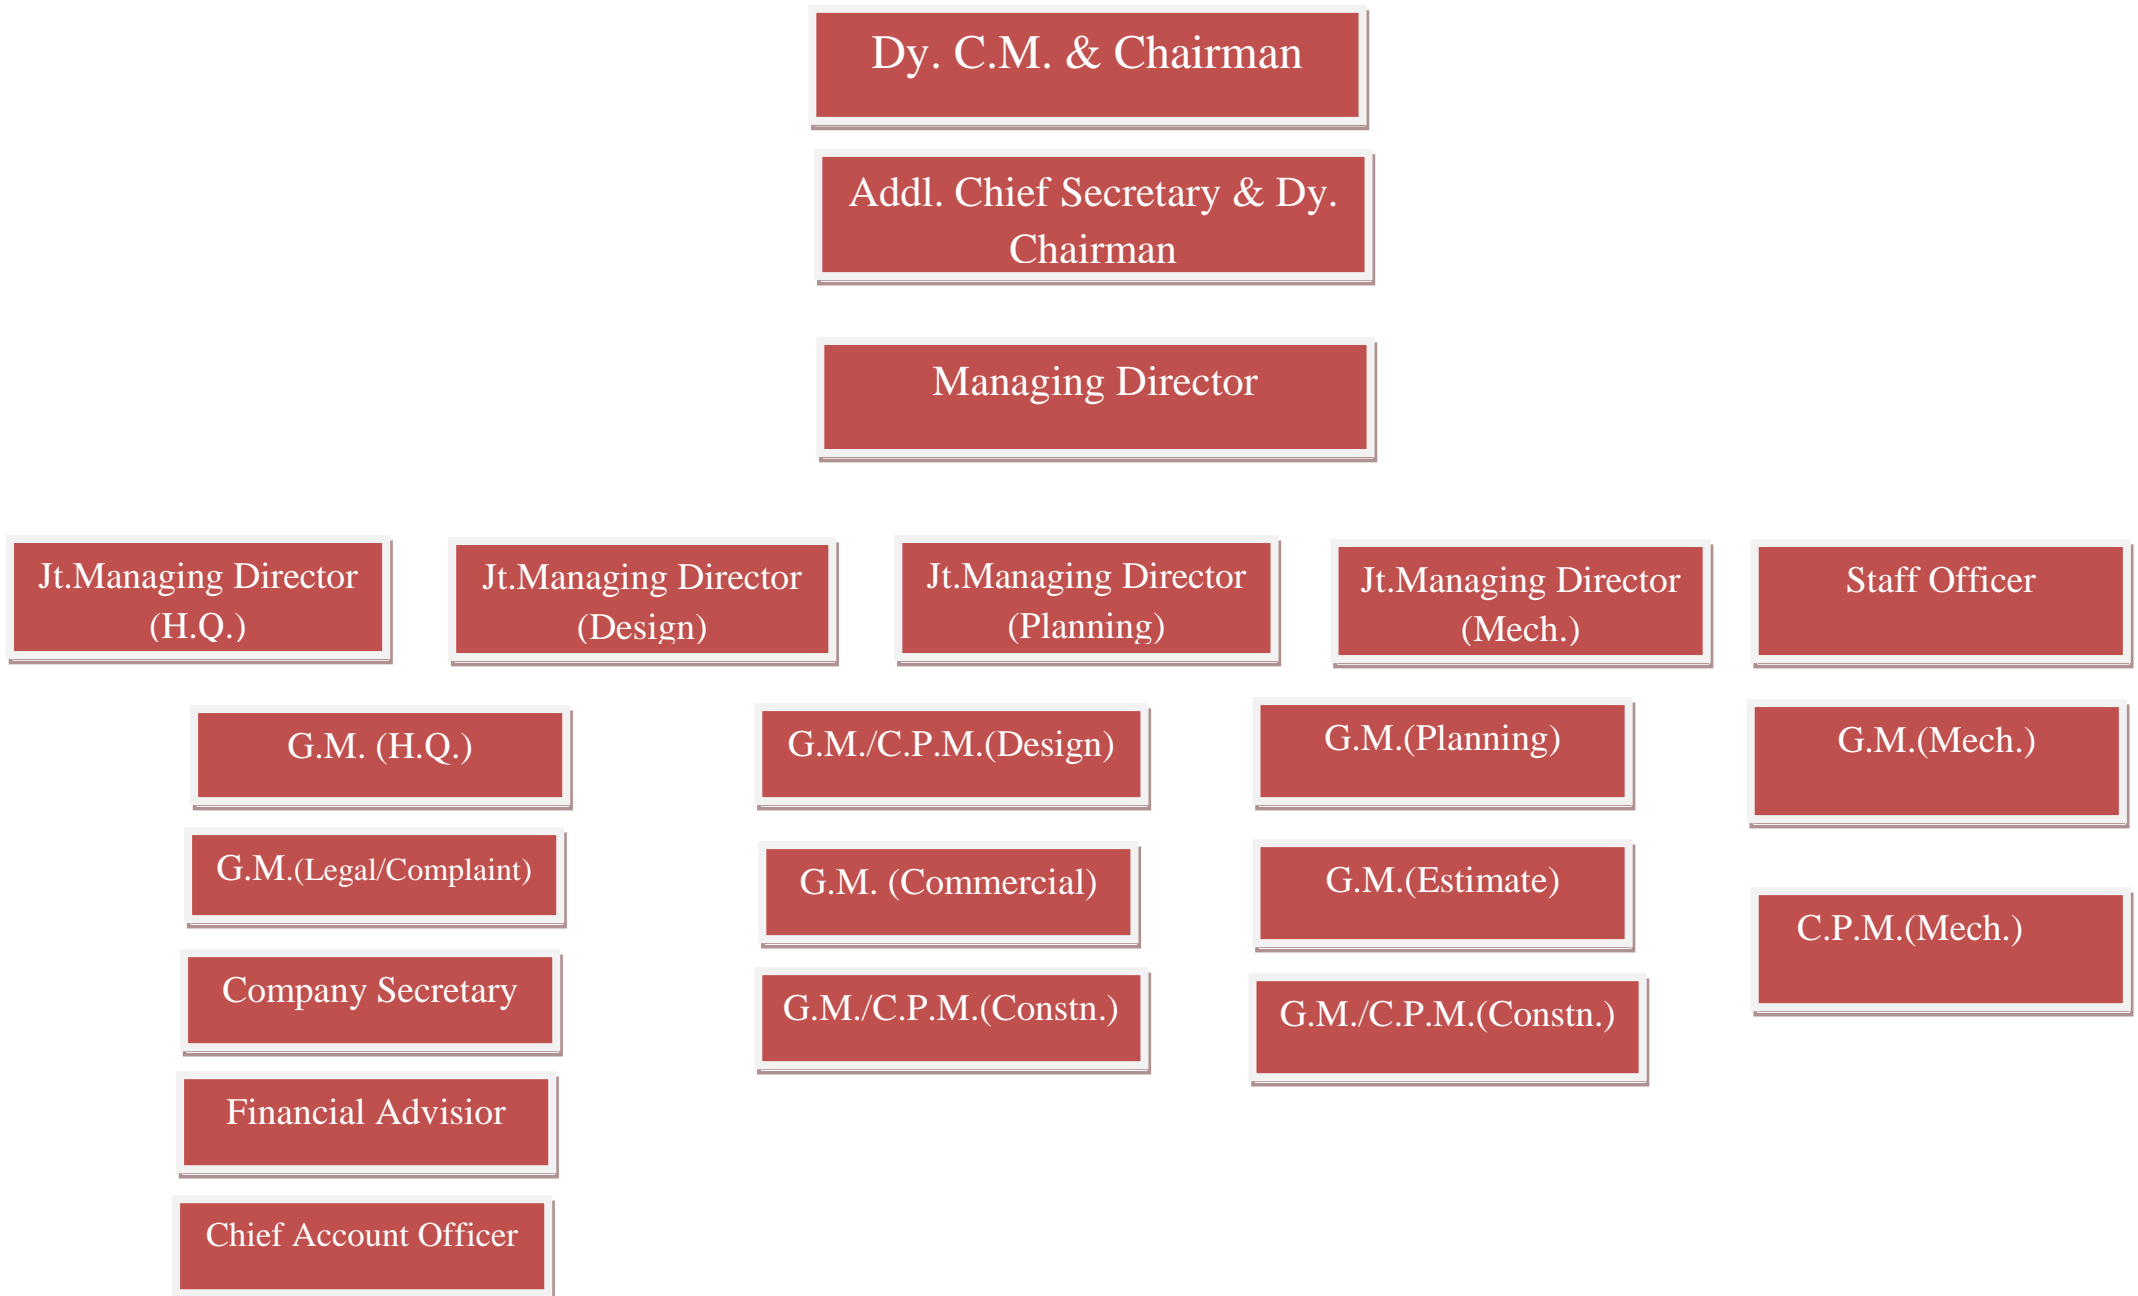 Dy. C.M. & Chairman
Addl. Chief Secretary & Dy.
Chairman
Managing Director
Jt.Managing Director
(H.Q.)
Jt.Managing Director
(Design)
Jt.Managing Director
(Planning)
Jt.Managing Director
(Mech.)
Staff Officer
G.M. (H.Q.)
G.M./C.P.M.(Design)
G.M.(Planning)
G.M.(Mech.)
G.M.(Legal/Complaint)
G.M. (Commercial)
G.M.(Estimate)
C.P.M.(Mech.)
Company Secretary
G.M./C.P.M.(Constn.)
G.M./C.P.M.(Constn.)
Financial Advisior
Chief Account Officer